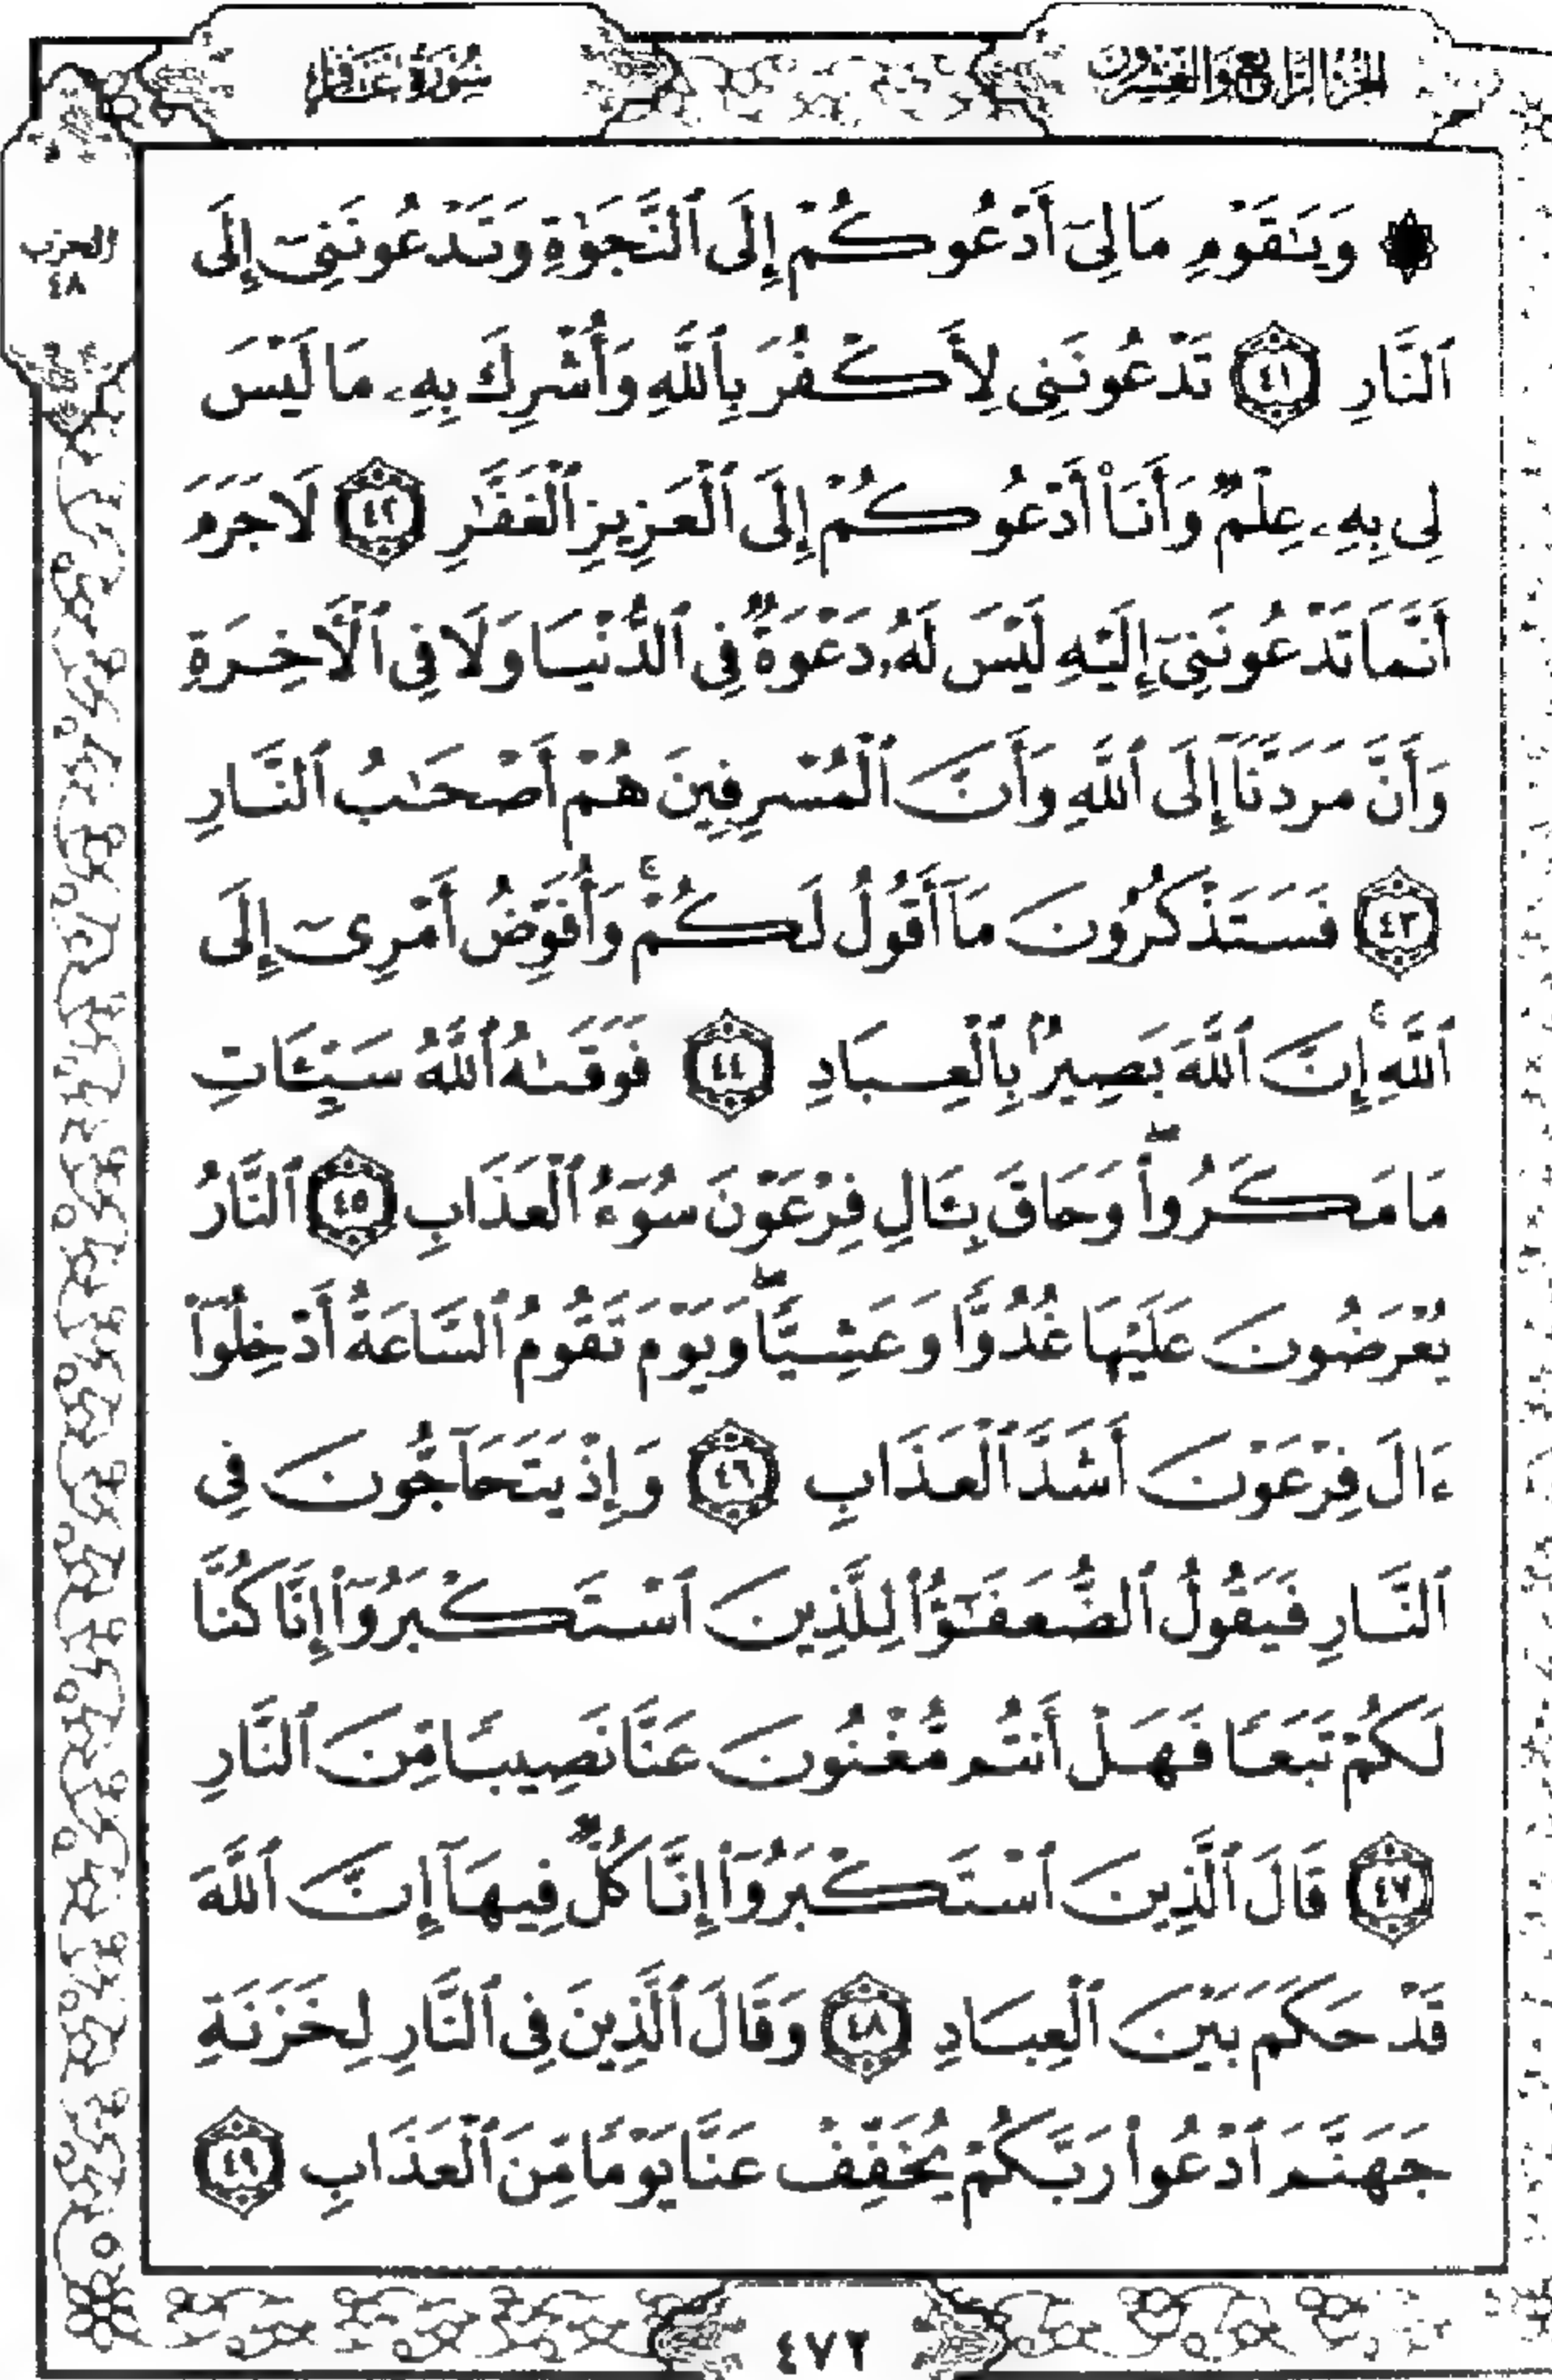 الجزء الرابع والعشرون
سورة غافر
الحزب
٤٨
۞ وَيَـٰقَوْمِ مَا لِىٓ أَدْعُوكُمْ إِلَى ٱلنَّجَوٰةِ وَتَدْعُونَنِىٓ إِلَى
ٱلنَّارِ ٤١ تَدْعُونَنِى لِأَكْفُرَ بِٱللَّهِ وَأُشْرِكَ بِهِۦ مَا لَيْسَ
لِى بِهِۦ عِلْمٌ وَأَنَا۠ أَدْعُوكُمْ إِلَى ٱلْعَزِيزِ ٱلْغَفَّـٰرِ ٤٢ لَا جَرَمَ
أَنَّمَا تَدْعُونَنِىٓ إِلَيْهِ لَيْسَ لَهُۥ دَعْوَةٌ فِى ٱلدُّنْيَا وَلَا فِى ٱلْـَٔاخِرَةِ
وَأَنَّ مَرَدَّنَآ إِلَى ٱللَّهِ وَأَنَّ ٱلْمُسْرِفِينَ هُمْ أَصْحَـٰبُ ٱلنَّارِ
٤٣ فَسَتَذْكُرُونَ مَآ أَقُولُ لَكُمْ ۚ وَأُفَوِّضُ أَمْرِىٓ إِلَى
ٱللَّهِ ۚ إِنَّ ٱللَّهَ بَصِيرٌۢ بِٱلْعِبَادِ ٤٤ فَوَقَىٰهُ ٱللَّهُ سَيِّـَٔاتِ
مَا مَكَرُوا۟ ۖ وَحَاقَ بِـَٔالِ فِرْعَوْنَ سُوٓءُ ٱلْعَذَابِ ٤٥ ٱلنَّارُ
يُعْرَضُونَ عَلَيْهَا غُدُوًّا وَعَشِيًّا ۖ وَيَوْمَ تَقُومُ ٱلسَّاعَةُ أَدْخِلُوٓا۟
ءَالَ فِرْعَوْنَ أَشَدَّ ٱلْعَذَابِ ٤٦ وَإِذْ يَتَحَآجُّونَ فِى
ٱلنَّارِ فَيَقُولُ ٱلضُّعَفَـٰٓؤُا۟ لِلَّذِينَ ٱسْتَكْبَرُوٓا۟ إِنَّا كُنَّا
لَكُمْ تَبَعًا فَهَلْ أَنتُم مُّغْنُونَ عَنَّا نَصِيبًا مِّنَ ٱلنَّارِ
٤٧ قَالَ ٱلَّذِينَ ٱسْتَكْبَرُوٓا۟ إِنَّا كُلٌّ فِيهَآ إِنَّ ٱللَّهَ
قَدْ حَكَمَ بَيْنَ ٱلْعِبَادِ ٤٨ وَقَالَ ٱلَّذِينَ فِى ٱلنَّارِ لِخَزَنَةِ
جَهَنَّمَ ٱدْعُوا۟ رَبَّكُمْ يُخَفِّفْ عَنَّا يَوْمًا مِّنَ ٱلْعَذَابِ ٤٩
٤٧٢